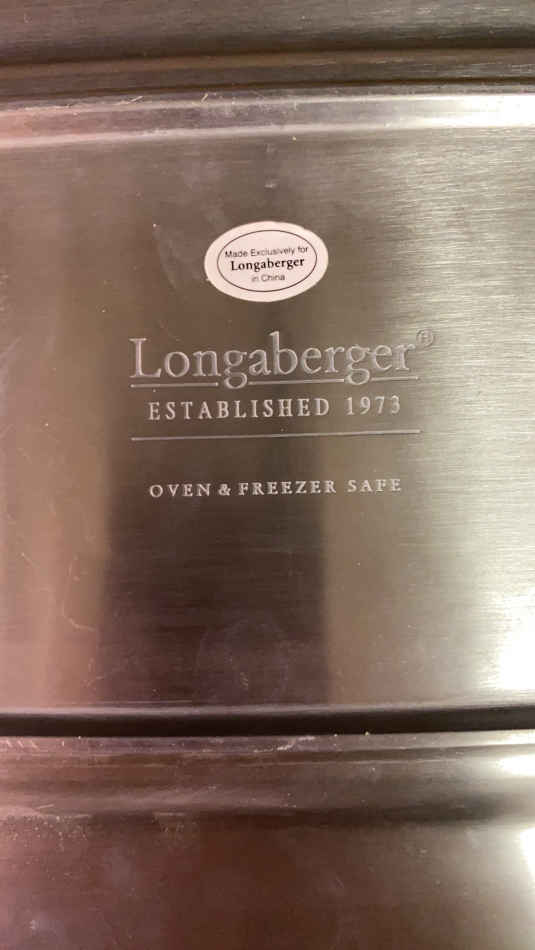 Made Exclusively for
Longaberger
in China
Longaberger®
ESTABLISHED 1973
OVEN & FREEZER SAFE